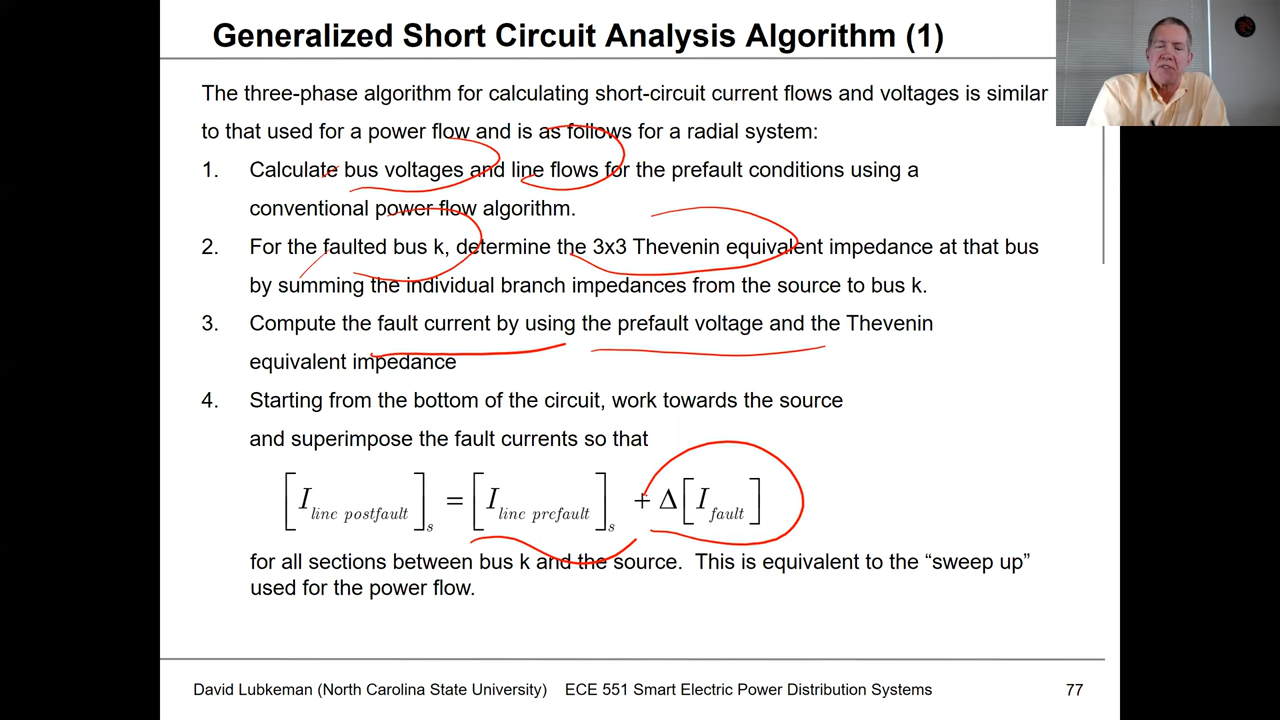 Generalized Short Circuit Analysis Algorithm (1)
The three-phase algorithm for calculating short-circuit current flows and voltages is similar
to that used for a power flow and is as follows for a radial system:
1. Calculate bus voltages and line flows for the prefault conditions using a
conventional power flow algorithm.
2. For the faulted bus k, determine the 3x3 Thevenin equivalent impedance at that bus
by summing the individual branch impedances from the source to bus k.
3. Compute the fault current by using the prefault voltage and the Thevenin
equivalent impedance
4. Starting from the bottom of the circuit, work towards the source
and superimpose the fault currents so that
[I line postfault]s = [I line prefault]s + Δ[I fault]
for all sections between bus k and the source. This is equivalent to the “sweep up”
used for the power flow.
David Lubkeman (North Carolina State University) ECE 551 Smart Electric Power Distribution Systems 77